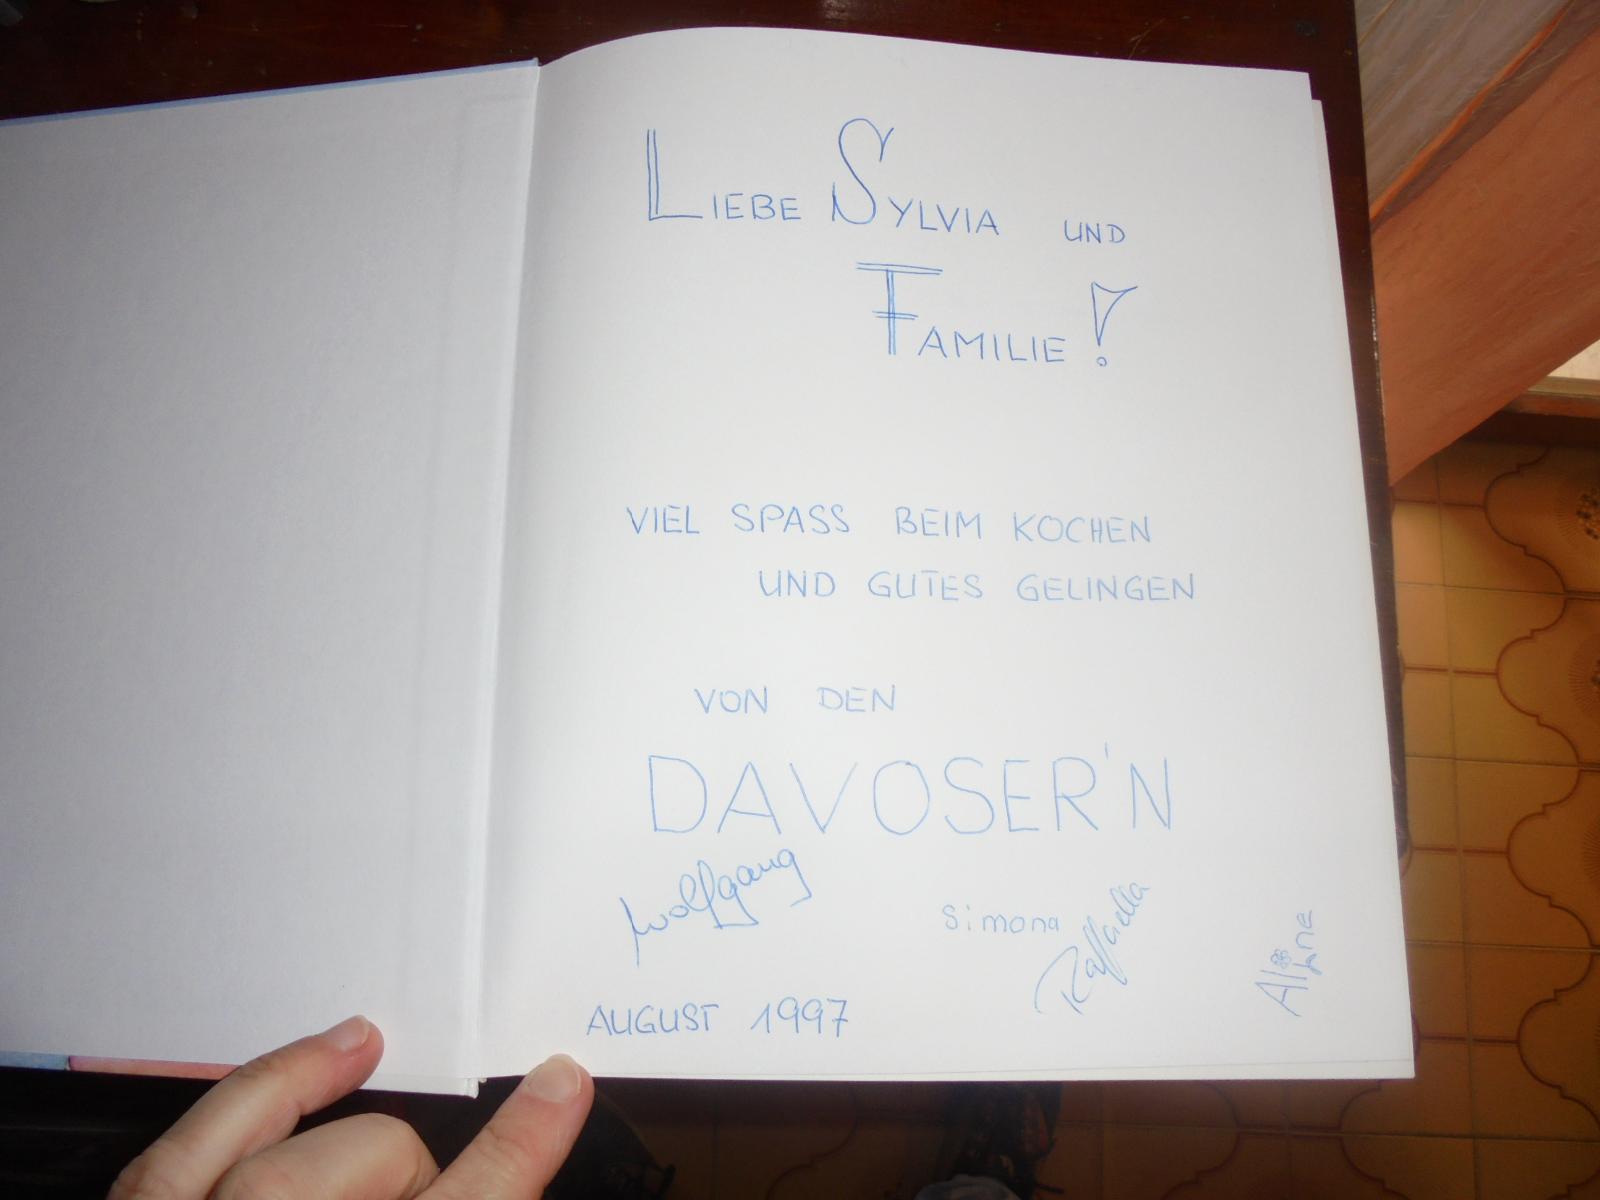 LIEBE SYLVIA UND
FAMILIE!
VIEL SPASS BEIM KOCHEN
UND GUTES GELINGEN
VON DEN
DAVOSER'N
Wolfgang
Simona
Raffaella
AUGUST 1997